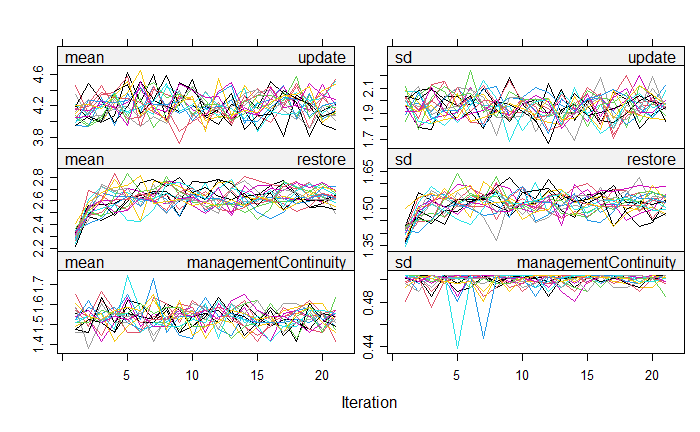 mean update
sd update
4.6
4.2
3.8
2.1
1.9
1.7
mean restore
sd restore
2.8
2.6
2.4
2.2
1.65
1.50
1.35
mean managementContinuity
sd managementContinuity
1.7
1.6
1.5
1.4
0.48
0.44
5 10 15 20
5 10 15 20
Iteration